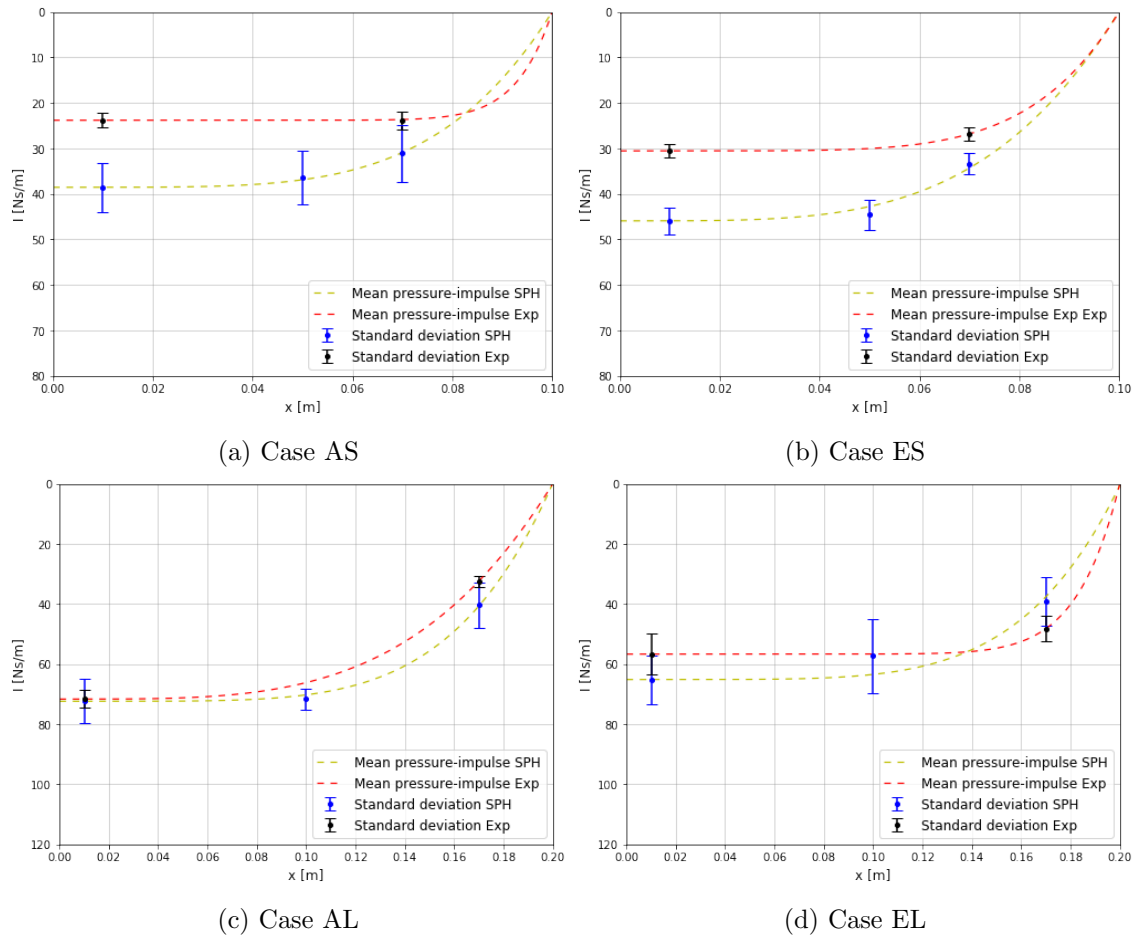 0
10
20
30
40
50
60
70
80
I [Ns/m]
0.00 0.02 0.04 0.06 0.08 0.10
x [m]
Mean pressure-impulse SPH
Mean pressure-impulse Exp
Standard deviation SPH
Standard deviation Exp
(a) Case AS
0
10
20
30
40
50
60
70
80
I [Ns/m]
0.00 0.02 0.04 0.06 0.08 0.10
x [m]
Mean pressure-impulse SPH
Mean pressure-impulse Exp Exp
Standard deviation SPH
Standard deviation Exp
(b) Case ES
0
20
40
60
80
100
120
I [Ns/m]
0.00 0.02 0.04 0.06 0.08 0.10 0.12 0.14 0.16 0.18 0.20
x [m]
Mean pressure-impulse SPH
Mean pressure-impulse Exp
Standard deviation SPH
Standard deviation Exp
(c) Case AL
0
20
40
60
80
100
120
I [Ns/m]
0.00 0.02 0.04 0.06 0.08 0.10 0.12 0.14 0.16 0.18 0.20
x [m]
Mean pressure-impulse SPH
Mean pressure-impulse Exp
Standard deviation SPH
Standard deviation Exp
(d) Case EL